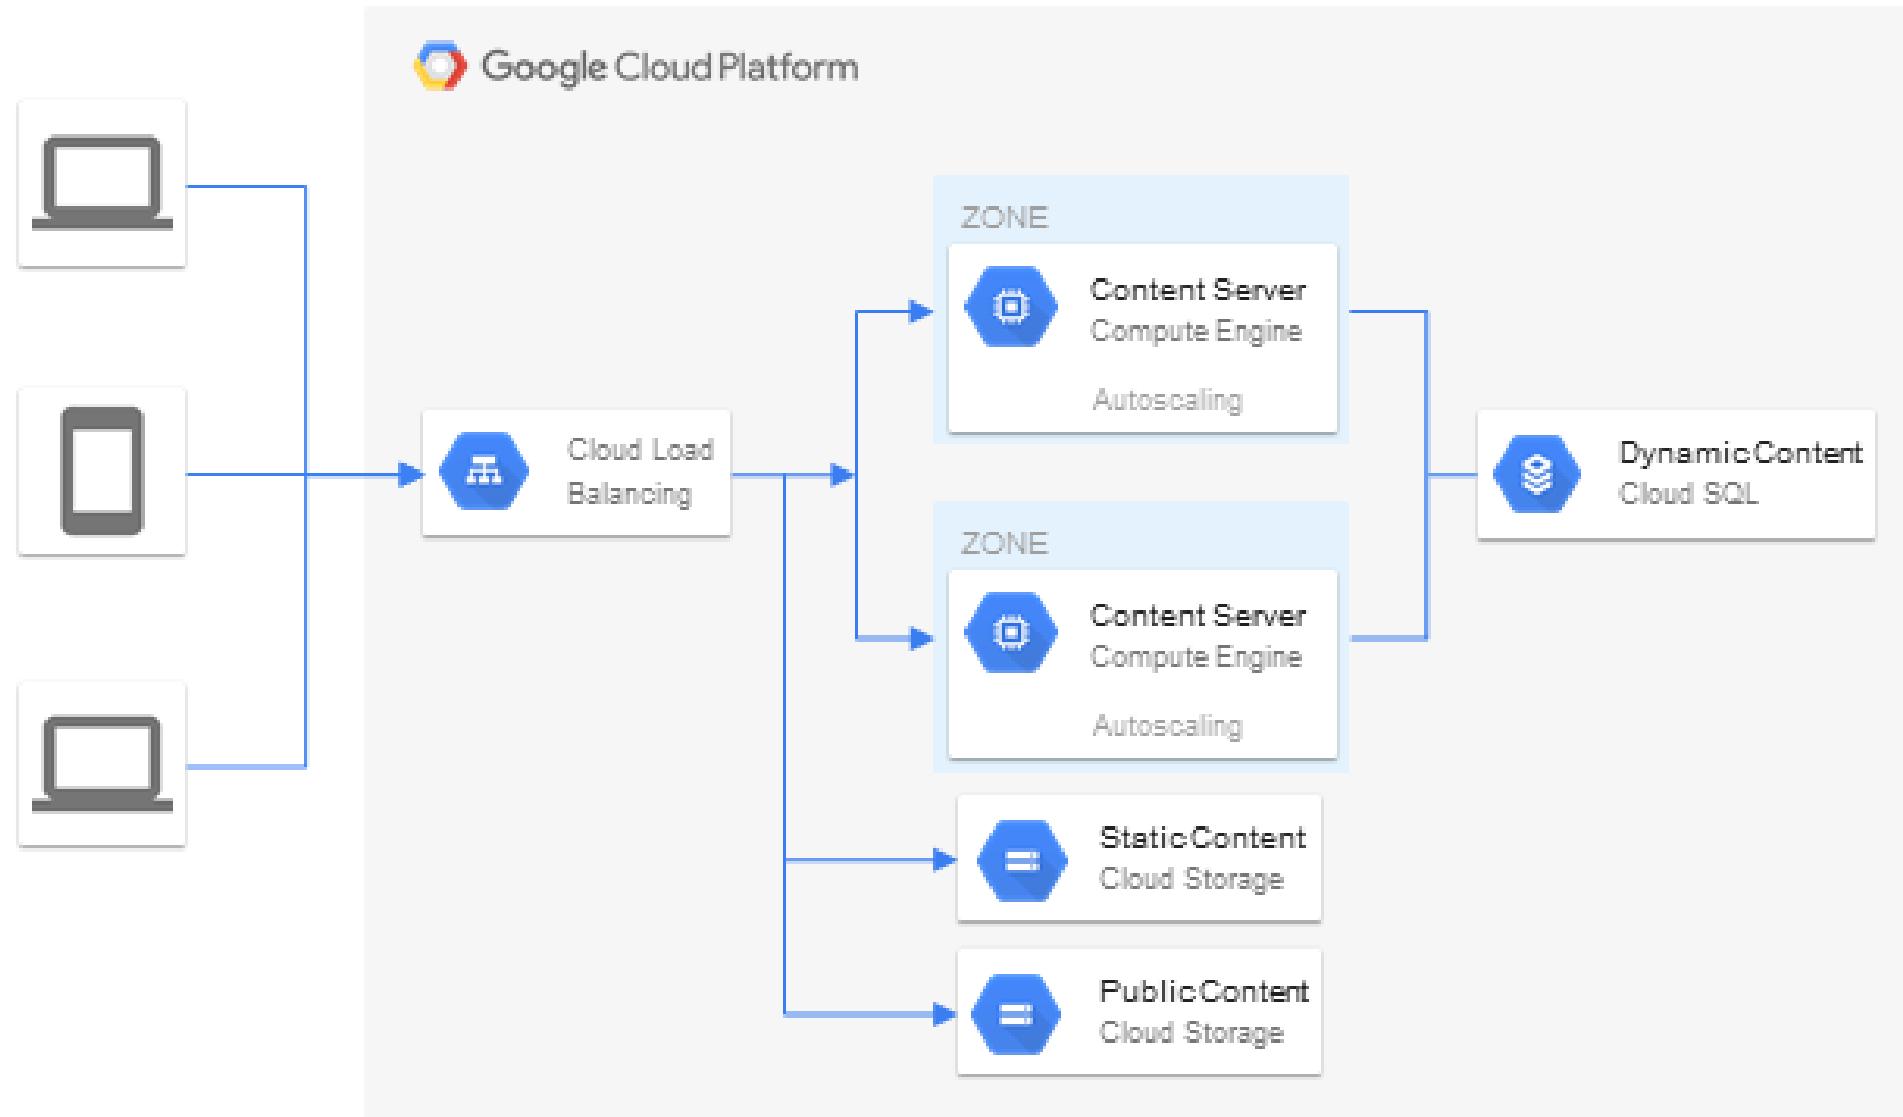 Google Cloud Platform
ZONE
Content Server
Compute Engine
Autoscaling
Cloud Load
Balancing
Dynamic Content
Cloud SQL
ZONE
Content Server
Compute Engine
Autoscaling
Static Content
Cloud Storage
Public Content
Cloud Storage